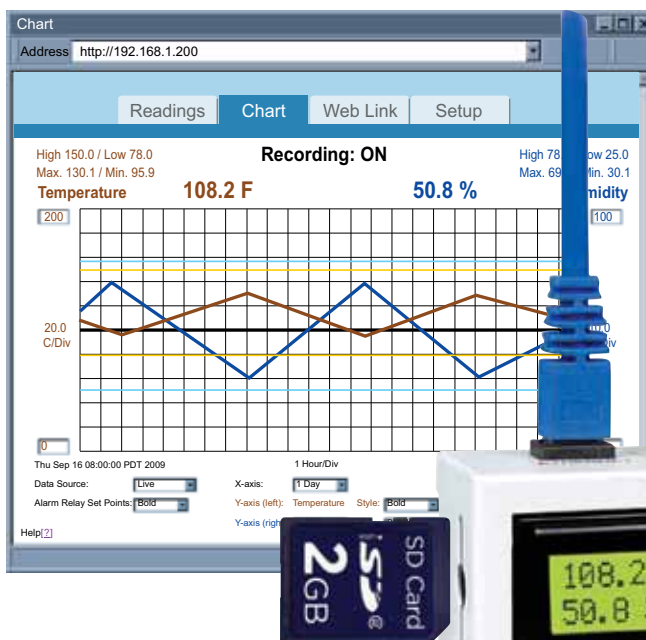 Chart
Address http://192.168.1.200
Readings Chart Web Link Setup
High 150.0 / Low 78.0
Max. 130.1 / Min. 95.9
Recording: ON
High 78. ow 25.0
Max. 69 Min. 30.1
Temperature 108.2 F 50.8 % midity
200 100
20.0
C/Div
0.0
iv
0
Thu Sep 16 08:00:00 PDT 2009 1 Hour/Div
Data Source: Live X-axis: 1 Day
Alarm Relay Set Points: Bold Y-axis (left): Temperature Style: Bold
Y-axis (righ
Help[?]
SD Card
2GB
108.2
50.8